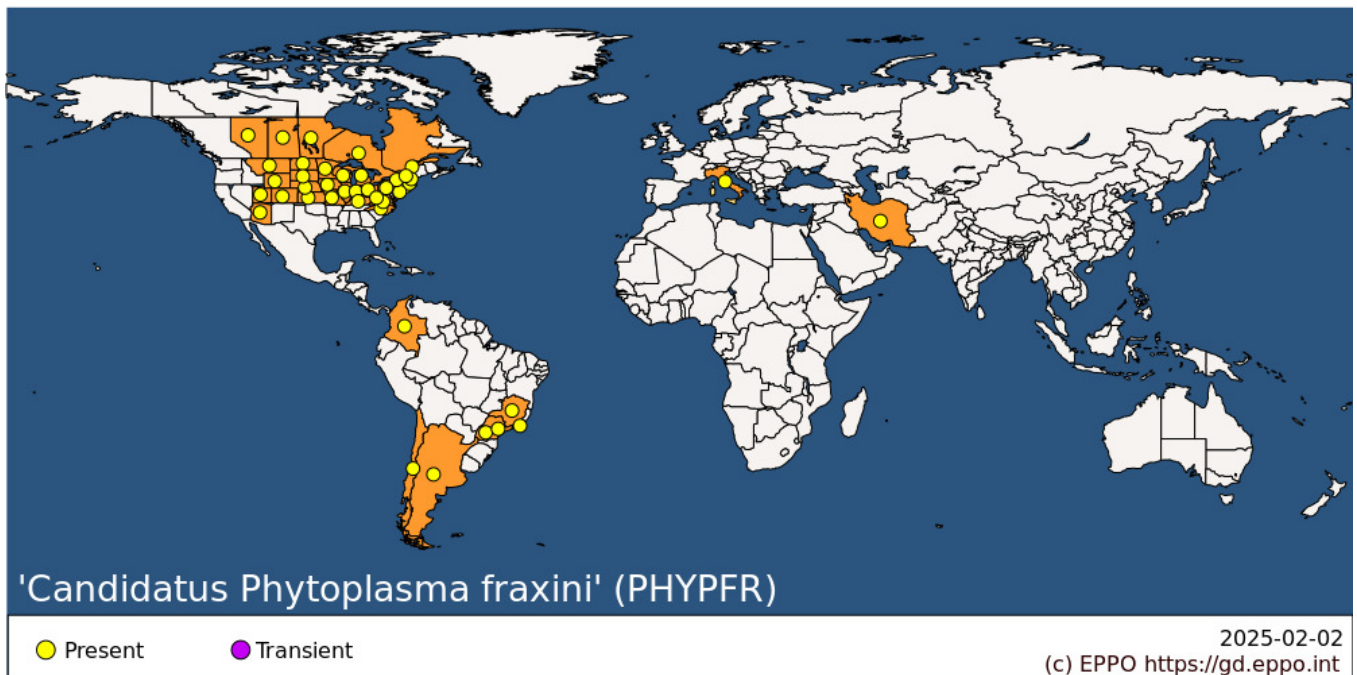 'Candidatus Phytoplasma fraxini' (PHYPFR)
Present
Transient
2025-02-02
(c) EPPO https://gd.eppo.int